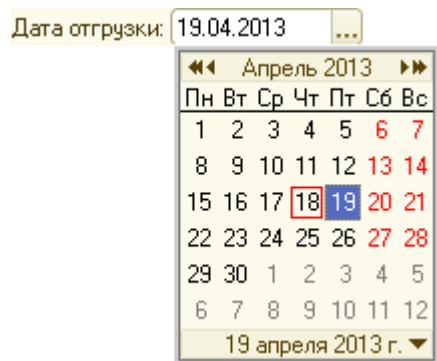 Дата отгрузки: 19.04.2013 ...
Апрель 2013
Пн Вт Ср Чт Пт Сб Вс
1 2 3 4 5 6 7
8 9 10 11 12 13 14
15 16 17 18 19 20 21
22 23 24 25 26 27 28
29 30 1 2 3 4 5
6 7 8 9 10 11 12
19 апреля 2013 г.